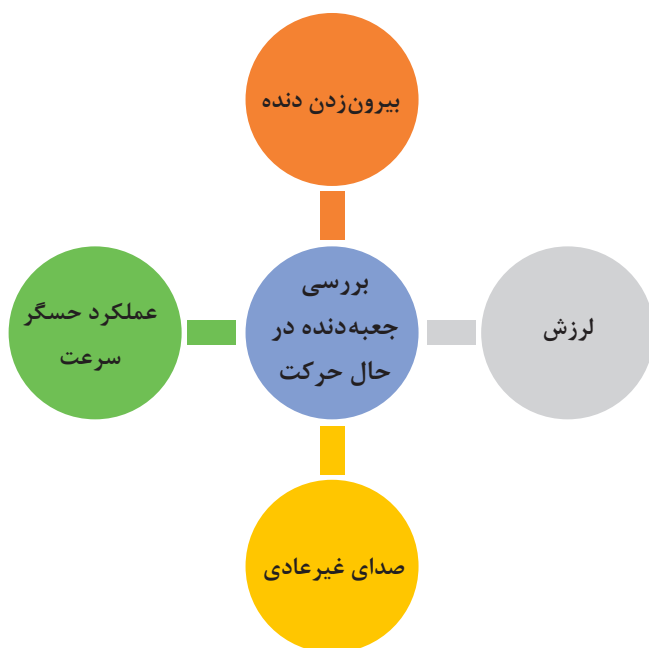 بیرون‌زدن دنده
بررسی
جعبه‌دنده در
حال حرکت
لرزش
عملکرد حسگر
سرعت
صدای غیرعادی